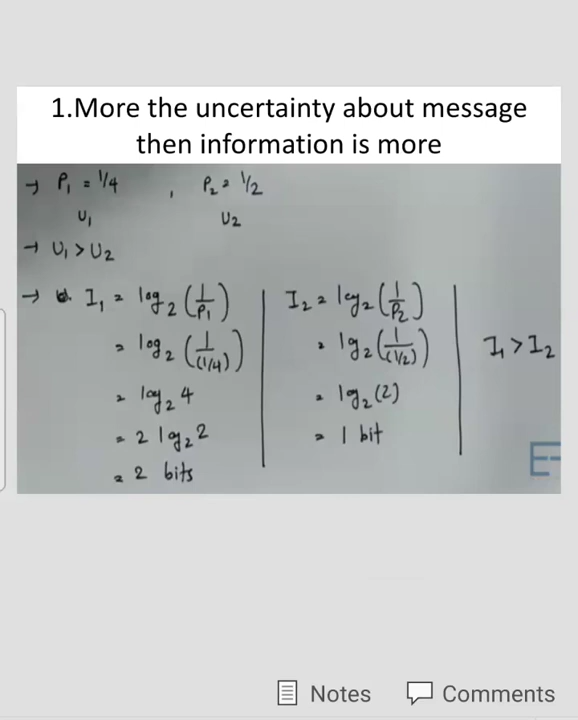 1.More the uncertainty about message
then information is more
→ P₁ = 1/4 , P₂ = 1/2
U₁ U₂
→ U₁ > U₂
→ I₁ = log₂ (1/P₁)
= log₂ (1/(1/4))
= log₂ 4
= 2 log₂ 2
= 2 bits
I₂ = log₂ (1/P₂)
= log₂ (1/(1/2))
= log₂ (2)
= 1 bit
I₁ > I₂
Notes Comments